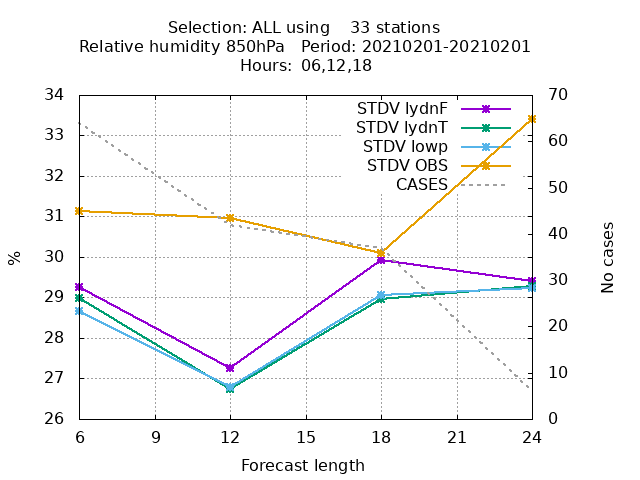 Selection: ALL using    33 stations
Relative humidity 850hPa   Period: 20210201-20210201
Hours:  06,12,18
STDV lydnF
STDV lydnT
STDV lowp
STDV OBS
CASES
34
33
32
31
30
29
28
27
26
%
70
60
50
40
30
20
10
0
No cases
6 9 12 15 18 21 24
Forecast length